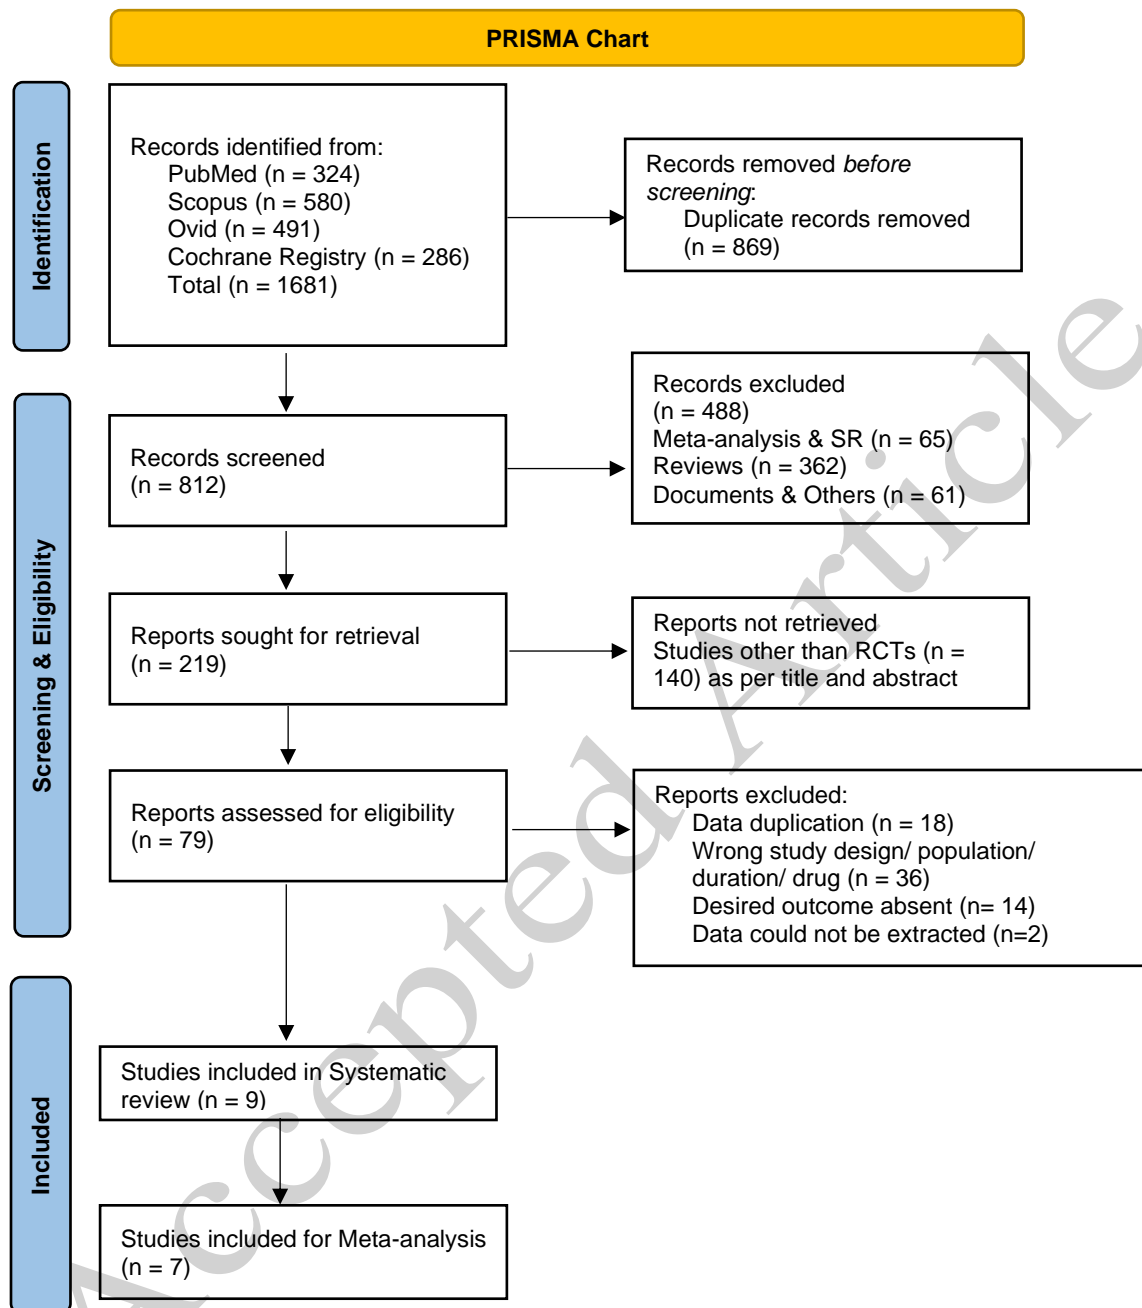 PRISMA Chart
Identification
Records identified from:
PubMed (n = 324)
Scopus (n = 580)
Ovid (n = 491)
Cochrane Registry (n = 286)
Total (n = 1681)
Records removed before
screening:
Duplicate records removed
(n = 869)
Screening & Eligibility
Records screened
(n = 812)
Records excluded
(n = 488)
Meta-analysis & SR (n = 65)
Reviews (n = 362)
Documents & Others (n = 61)
Reports sought for retrieval
(n = 219)
Reports not retrieved
Studies other than RCTs (n =
140) as per title and abstract
Reports assessed for eligibility
(n = 79)
Reports excluded:
Data duplication (n = 18)
Wrong study design/ population/
duration/ drug (n = 36)
Desired outcome absent (n= 14)
Data could not be extracted (n=2)
Included
Studies included in Systematic
review (n = 9)
Studies included for Meta-analysis
(n = 7)
Accepted Article